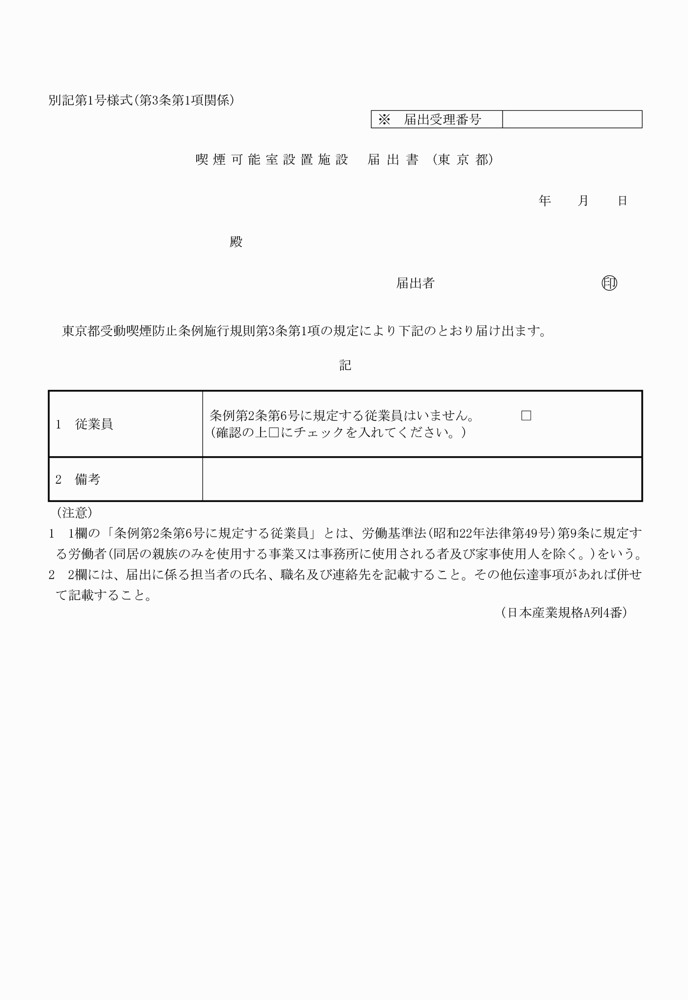 別記第1号様式(第3条第1項関係)
※　届出受理番号
喫煙可能室設置施設　届出書　(東京都)
年　　月　　日
殿
届出者　　　　㊞
東京都受動喫煙防止条例施行規則第3条第1項の規定により下記のとおり届け出ます。
記
1　従業員
条例第2条第6号に規定する従業員はいません。　　　□
(確認の上□にチェックを入れてください。)
2　備考
(注意)
1　1欄の「条例第2条第6号に規定する従業員」とは、労働基準法(昭和22年法律第49号)第9条に規定す
る労働者(同居の親族のみを使用する事業又は事務所に使用される者及び家事使用人を除く。)をいう。
2　2欄には、届出に係る担当者の氏名、職名及び連絡先を記載すること。その他伝達事項があれば併せ
て記載すること。
(日本産業規格A列4番)